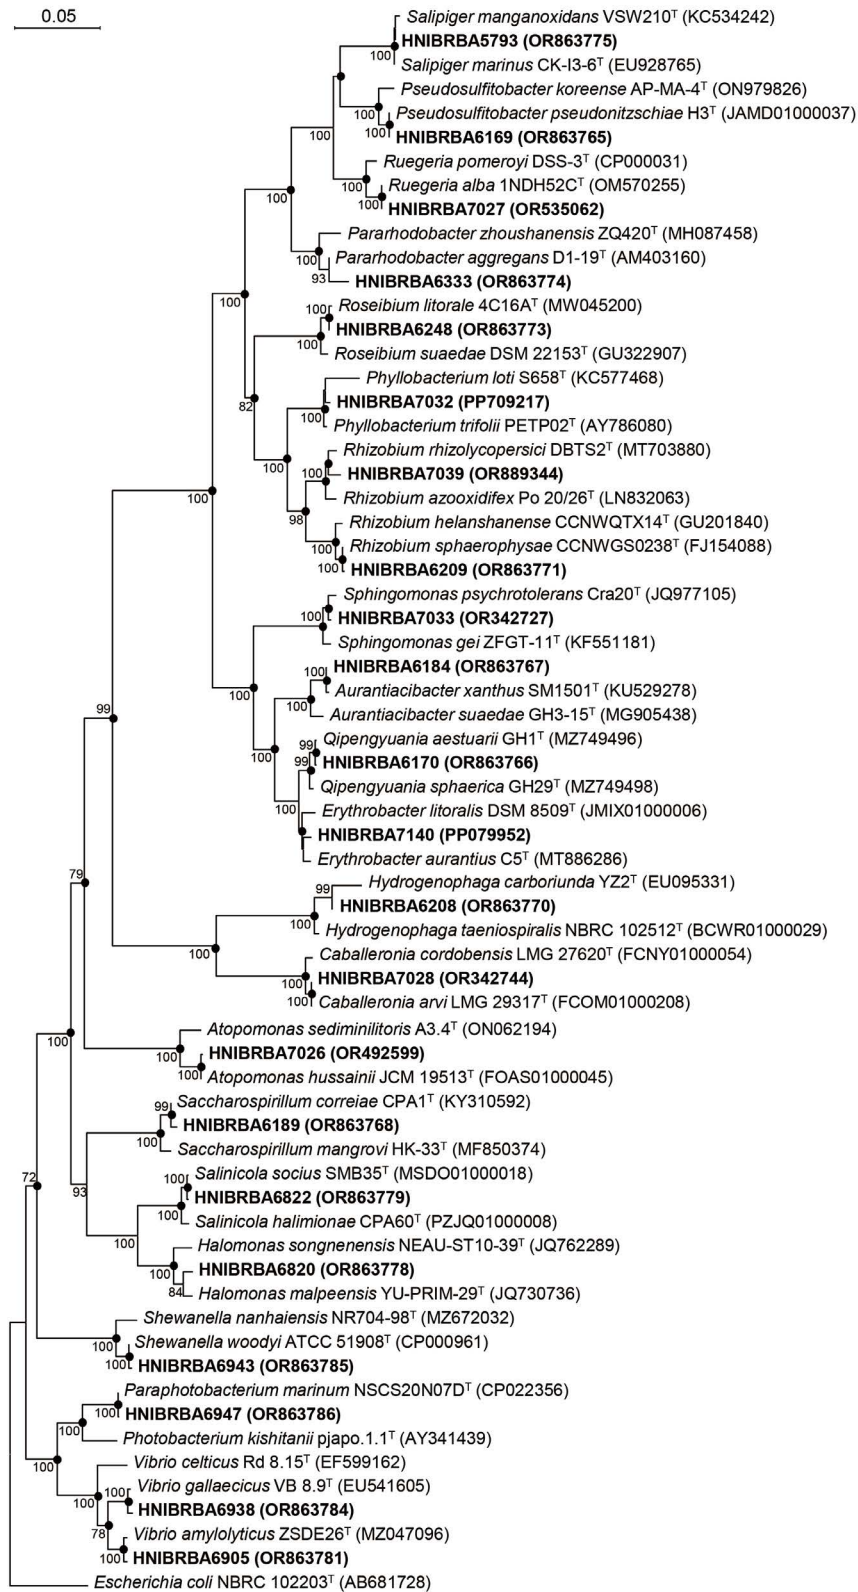 0.05
Salipiger manganoxidans VSW210ᵀ (KC534242)
HNIBRBA5793 (OR863775)
100
Salipiger marinus CK-I3-6ᵀ (EU928765)
Pseudosulfitobacter koreense AP-MA-4ᵀ (ON979826)
100
Pseudosulfitobacter pseudonitzschiae H3ᵀ (JAMD01000037)
100
100
HNIBRBA6169 (OR863765)
Ruegeria pomeroyi DSS-3ᵀ (CP000031)
100
Ruegeria alba 1NDH52Cᵀ (OM570255)
100
100
HNIBRBA7027 (OR535062)
Pararhodobacter zhoushanensis ZQ420ᵀ (MH087458)
100
Pararhodobacter aggregans D1-19ᵀ (AM403160)
93
HNIBRBA6333 (OR863774)
100
100
Roseibium litorale 4C16Aᵀ (MW045200)
HNIBRBA6248 (OR863773)
100
Roseibium suaedae DSM 22153ᵀ (GU322907)
Phyllobacterium loti S658ᵀ (KC577468)
82
HNIBRBA7032 (PP709217)
100
Phyllobacterium trifolii PETP02ᵀ (AY786080)
Rhizobium rhizolycopersici DBTS2ᵀ (MT703880)
100
100
HNIBRBA7039 (OR889344)
100
Rhizobium azooxidifex Po 20/26ᵀ (LN832063)
98
Rhizobium helanshanense CCNWQTX14ᵀ (GU201840)
100
Rhizobium sphaerophysae CCNWGS0238ᵀ (FJ154088)
100
HNIBRBA6209 (OR863771)
Sphingomonas psychrotolerans Cra20ᵀ (JQ977105)
100
HNIBRBA7033 (OR342727)
Sphingomonas gei ZFGT-11ᵀ (KF551181)
HNIBRBA6184 (OR863767)
100
100
Aurantiacibacter xanthus SM1501ᵀ (KU529278)
100
99
Aurantiacibacter suaedae GH3-15ᵀ (MG905438)
Qipengyuania aestuarii GH1ᵀ (MZ749496)
99
100
99
HNIBRBA6170 (OR863766)
Qipengyuania sphaerica GH29ᵀ (MZ749498)
100
Erythrobacter litoralis DSM 8509ᵀ (JMIX01000006)
HNIBRBA7140 (PP079952)
Erythrobacter aurantius C5ᵀ (MT886286)
79
Hydrogenophaga carboriunda YZ2ᵀ (EU095331)
99
HNIBRBA6208 (OR863770)
100
Hydrogenophaga taeniospiralis NBRC 102512ᵀ (BCWR01000029)
100
Caballeronia cordobensis LMG 27620ᵀ (FCNY01000054)
HNIBRBA7028 (OR342744)
100
100
Caballeronia arvi LMG 29317ᵀ (FCOM01000208)
Atopomonas sediminilitoris A3.4ᵀ (ON062194)
100
100
HNIBRBA7026 (OR492599)
100
Atopomonas hussainii JCM 19513ᵀ (FOAS01000045)
Saccharospirillum correiae CPA1ᵀ (KY310592)
99
HNIBRBA6189 (OR863768)
100
Saccharospirillum mangrovi HK-33ᵀ (MF850374)
72
Salinicola socius SMB35ᵀ (MSDO01000018)
100
93
HNIBRBA6822 (OR863779)
100
Salinicola halimionae CPA60ᵀ (PZJQ01000008)
100
Halomonas songnenensis NEAU-ST10-39ᵀ (JQ762289)
100
HNIBRBA6820 (OR863778)
84
Halomonas malpeensis YU-PRIM-29ᵀ (JQ730736)
Shewanella nanhaiensis NR704-98ᵀ (MZ672032)
100
Shewanella woodyi ATCC 51908ᵀ (CP000961)
100
HNIBRBA6943 (OR863785)
Paraphotobacterium marinum NSCS20N07Dᵀ (CP022356)
100
HNIBRBA6947 (OR863786)
100
Photobacterium kishitanii pjapo.1.1ᵀ (AY341439)
100
Vibrio celticus Rd 8.15ᵀ (EF599162)
Vibrio gallaecicus VB 8.9ᵀ (EU541605)
100
100
HNIBRBA6938 (OR863784)
78
Vibrio amylolyticus ZSDE26ᵀ (MZ047096)
100
HNIBRBA6905 (OR863781)
Escherichia coli NBRC 102203ᵀ (AB681728)